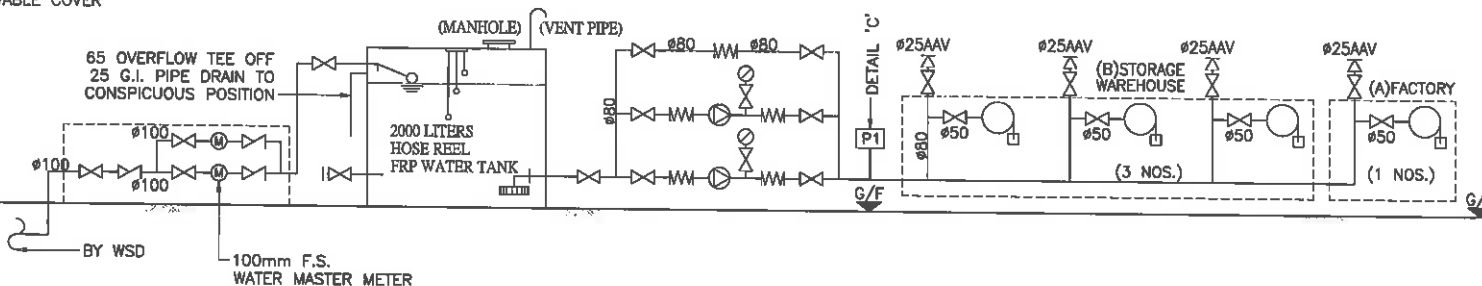 ABLE COVER
(MANHOLE)
(VENT PIPE)
65 OVERFLOW TEE OFF
25 G.I. PIPE DRAIN TO
CONSPICUOUS POSITION
ø80
ø80
ø80
DETAIL 'C'
P1
ø25AAV
ø25AAV
ø25AAV
ø25AAV
(B)STORAGE
WAREHOUSE
(A)FACTORY
ø50
ø50
ø50
ø50
ø80
(3 NOS.)
(1 NOS.)
2000 LITERS
HOSE REEL
FRP WATER TANK
ø100
ø100
ø100
M
M
G/F
G/
BY WSD
100mm F.S.
WATER MASTER METER